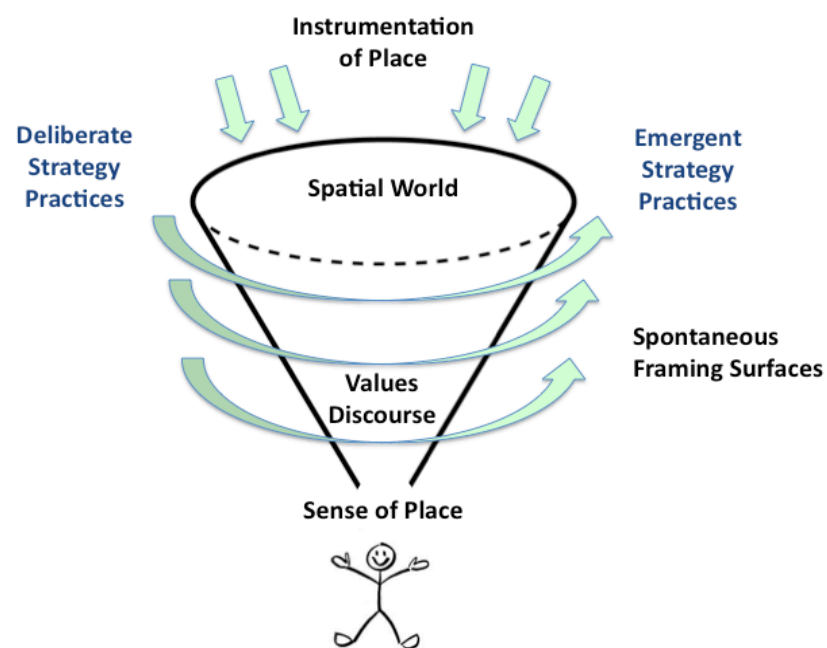 Instrumentation
of Place
Deliberate
Strategy
Practices
Emergent
Strategy
Practices
Spatial World
Spontaneous
Framing Surfaces
Values
Discourse
Sense of Place